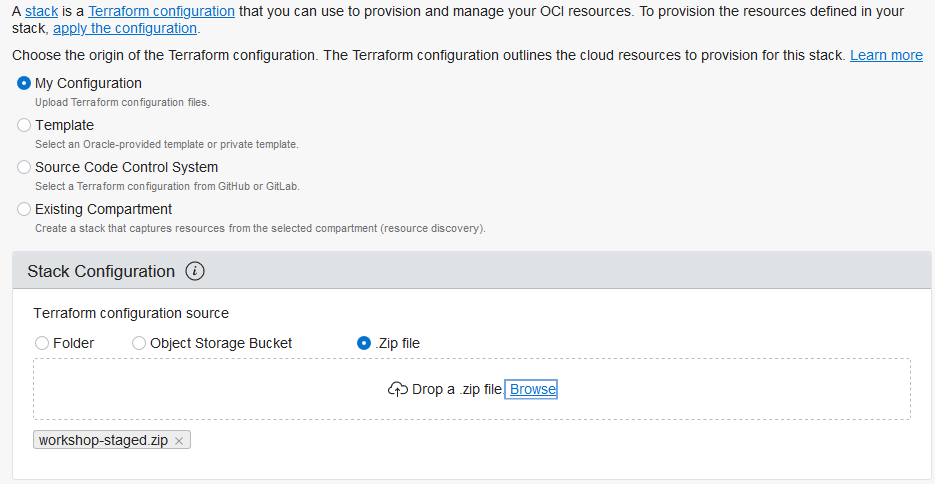 A stack is a Terraform configuration that you can use to provision and manage your OCI resources. To provision the resources defined in your
stack, apply the configuration.
Choose the origin of the Terraform configuration. The Terraform configuration outlines the cloud resources to provision for this stack. Learn more
My Configuration
Upload Terraform configuration files.
Template
Select an Oracle-provided template or private template.
Source Code Control System
Select a Terraform configuration from GitHub or GitLab.
Existing Compartment
Create a stack that captures resources from the selected compartment (resource discovery).
Stack Configuration i
Terraform configuration source
Folder Object Storage Bucket .Zip file
Drop a .zip file Browse
workshop-staged.zip ×